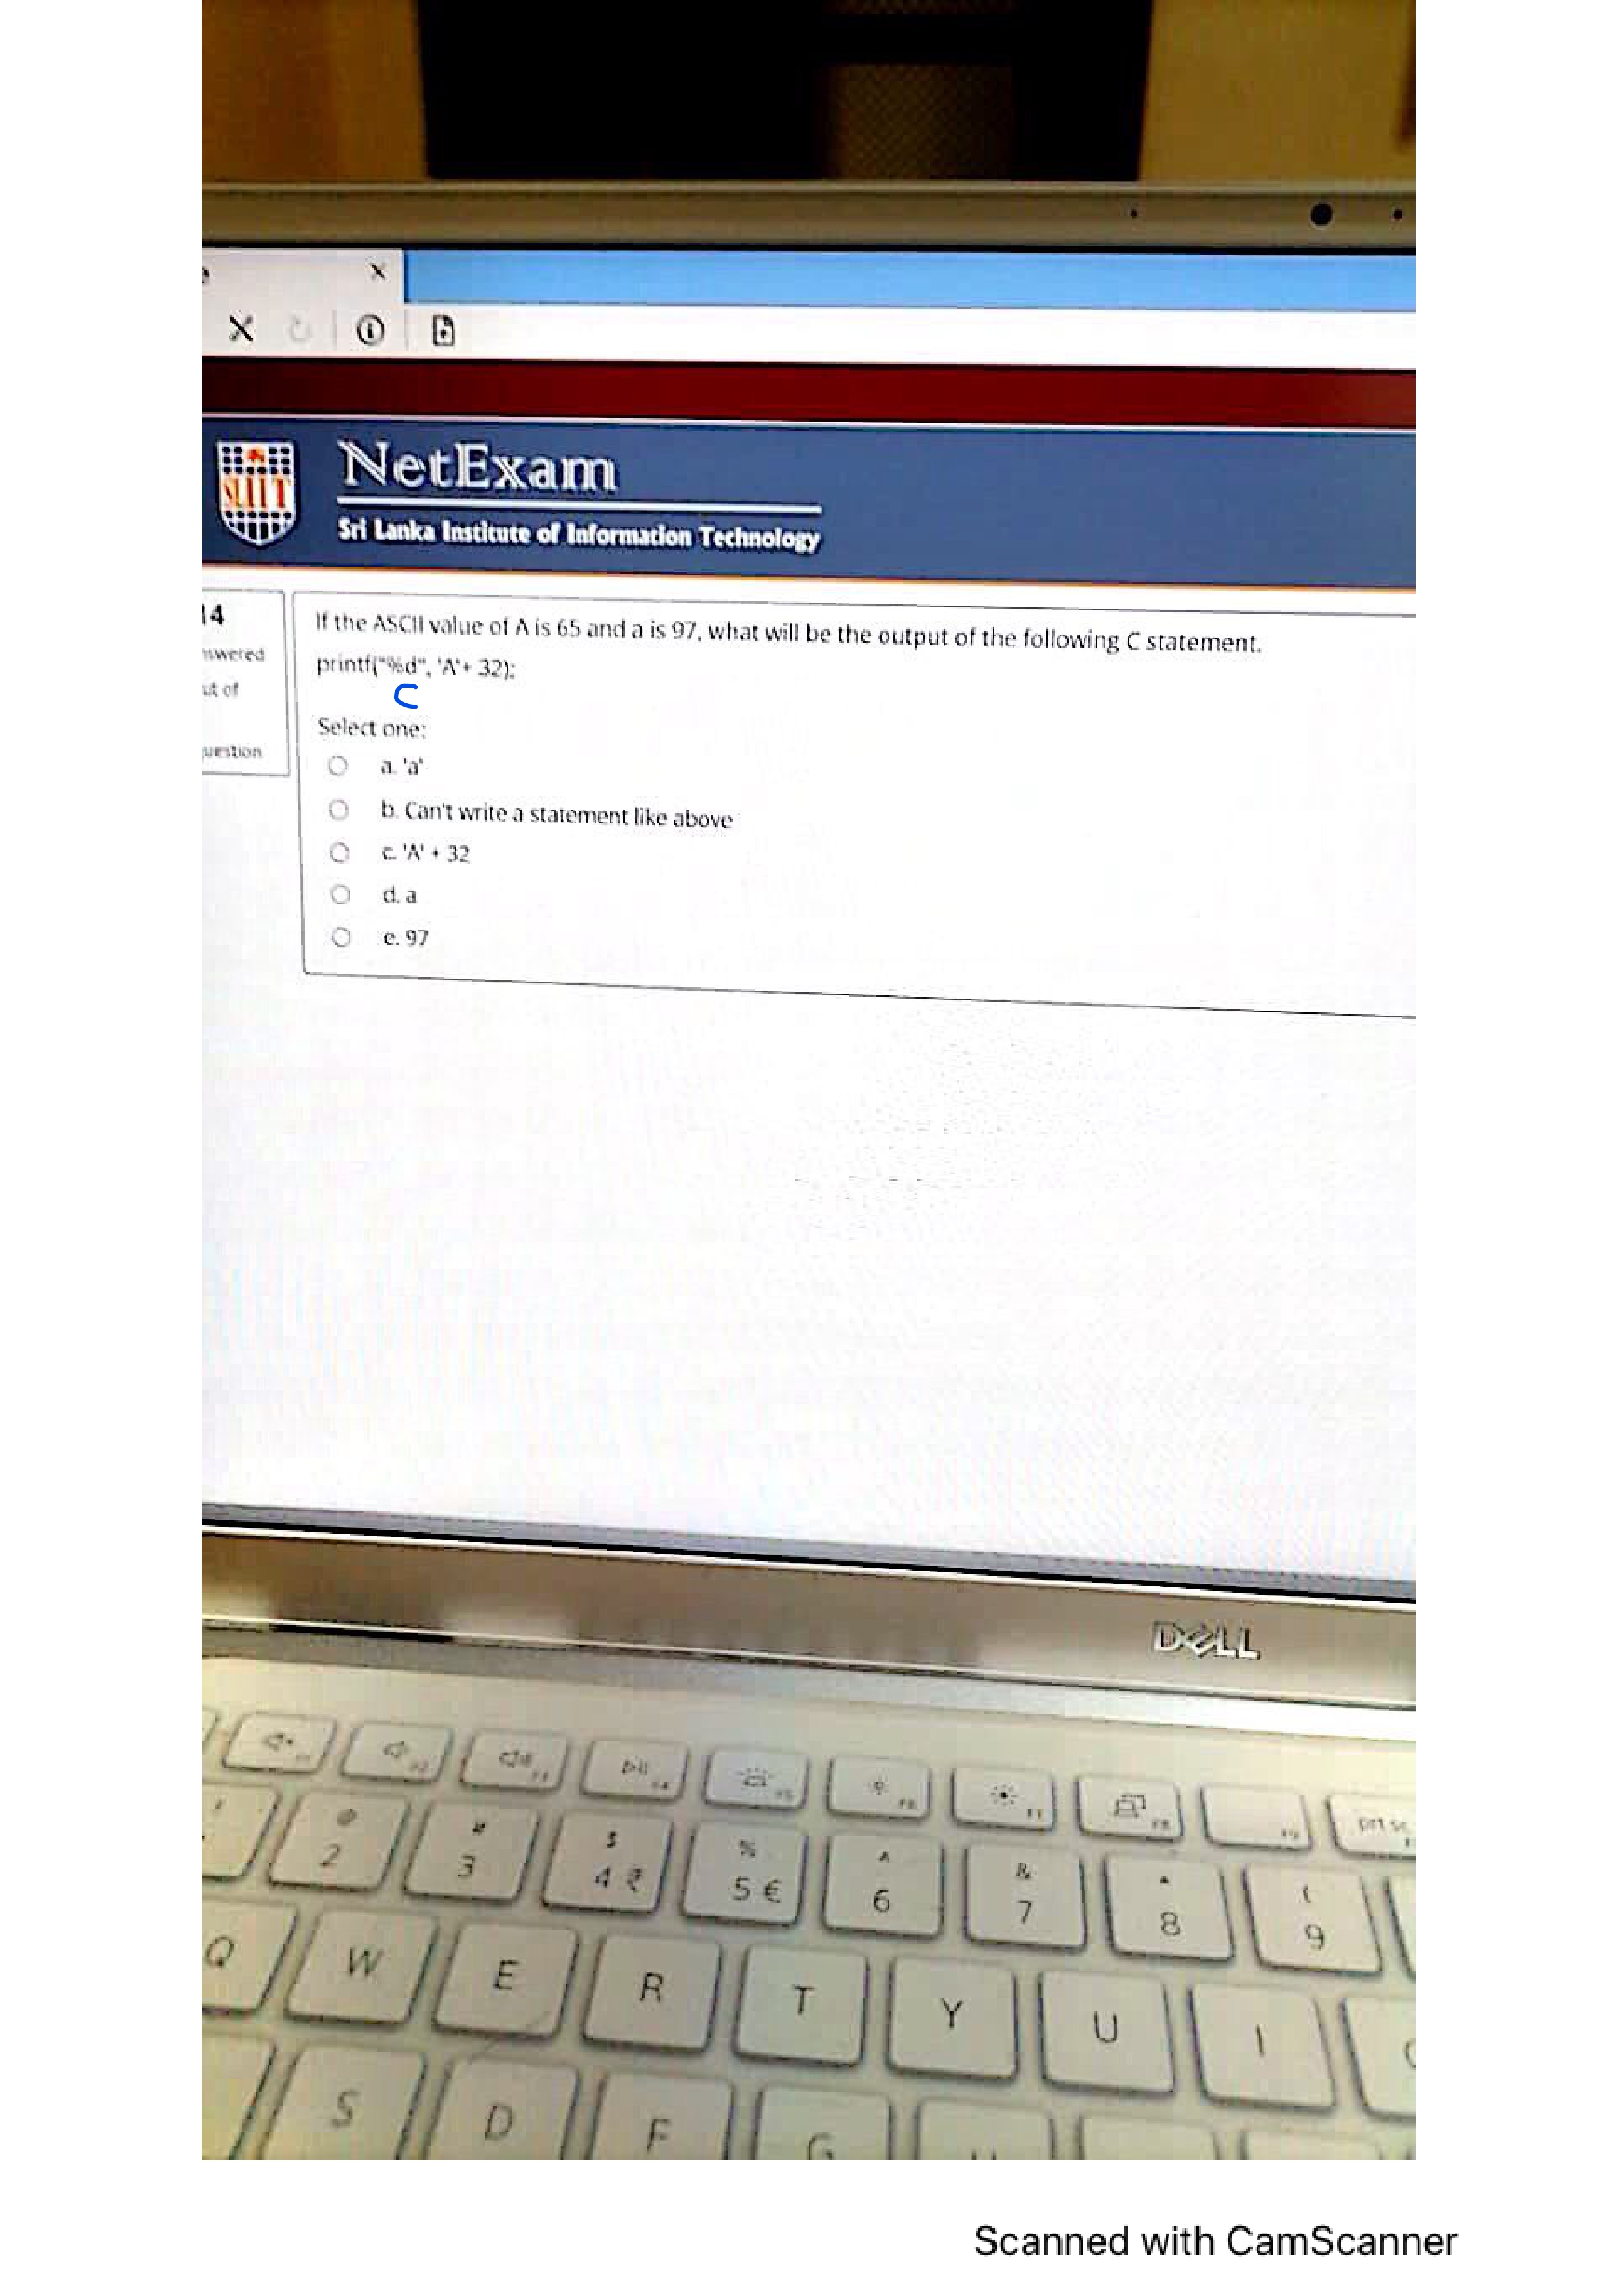 NetExam
SLIIT
Sri Lanka Institute of Information Technology
14
If the ASCII value of A is 65 and a is 97, what will be the output of the following C statement.
nswered
printf("%d", 'A'+ 32);
ut of
C
Select one:
uestion
a. 'a'
b. Can't write a statement like above
c. 'A' + 32
d. a
e. 97
DELL
@ # $ % ^ & * (
2 3 4 ₹ 5 € 6 7 8 9
Q W E R T Y U I
S D F G
Scanned with CamScanner